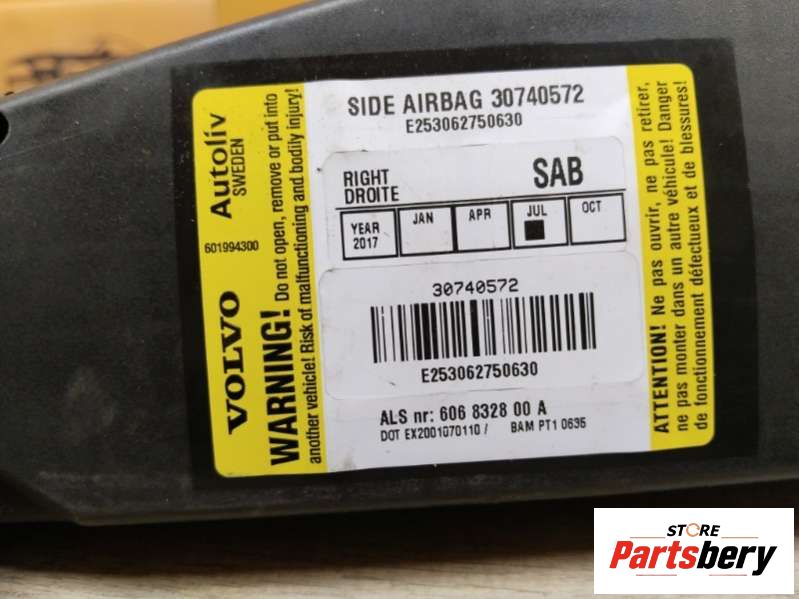 SIDE AIRBAG 30740572
E253062750630
RIGHT
DROITE
SAB
YEAR
2017
JAN
APR
JUL
OCT
30740572
E253062750630
ALS nr: 606 8328 00 A
DOT EX2001070110 / BAM PT1 0635
Autoliv
SWEDEN
601994300
VOLVO
WARNING! Do not open, remove or put into
another vehicle! Risk of malfunctioning and bodily injury!
ATTENTION! Ne pas ouvrir, ne pas retirer,
ne pas monter dans un autre véhicule! Danger
de fonctionnement défectueux et de blessures!
STORE
Partsbery